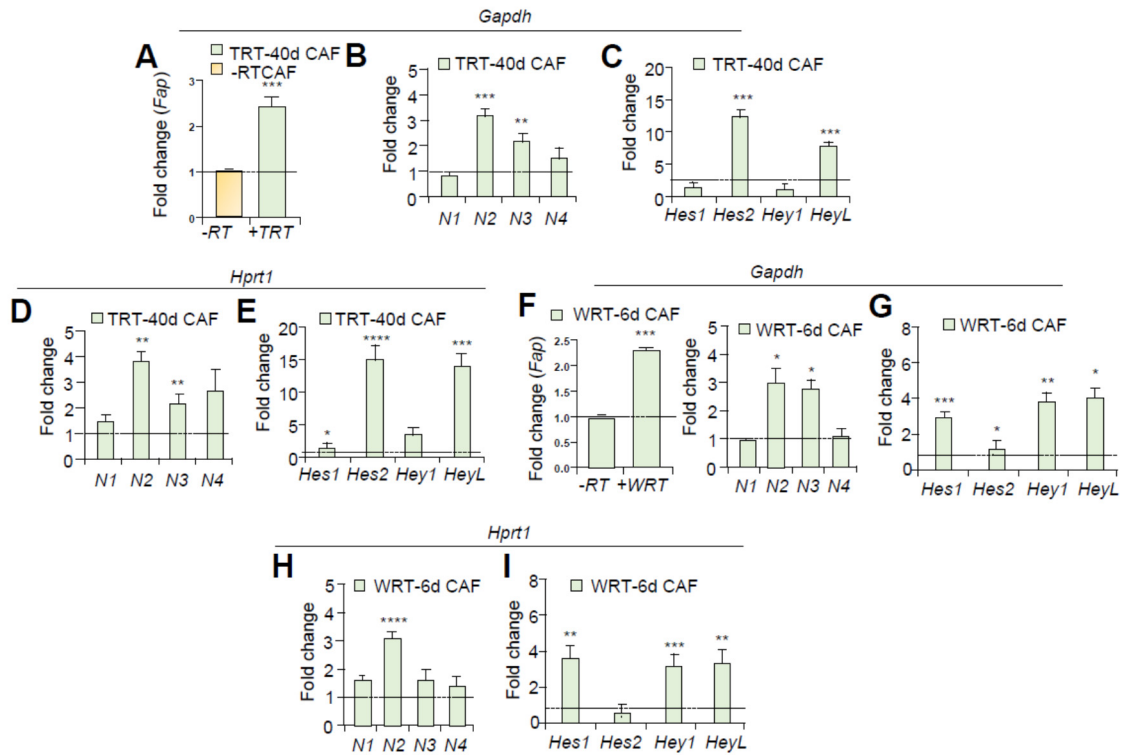 Gapdh
A
TRT-40d CAF
-RTCAF
Fold change (Fap)
3
2
1
0
***
-RT +TRT
B
TRT-40d CAF
Fold change
5
4
3
2
1
0
***
**
N1 N2 N3 N4
C
TRT-40d CAF
Fold change
20
15
10
5
0
***
***
Hes1 Hes2 Hey1 HeyL
Hprt1
D
TRT-40d CAF
Fold change
5
4
3
2
1
0
**
**
N1 N2 N3 N4
E
TRT-40d CAF
Fold change
20
15
10
5
0
*
****
***
Hes1 Hes2 Hey1 HeyL
Gapdh
F
WRT-6d CAF
Fold change (Fap)
2.5
2.0
1.5
1.0
0.5
0.0
***
-RT +WRT
WRT-6d CAF
Fold change
5
4
3
2
1
0
*
*
N1 N2 N3 N4
G
WRT-6d CAF
Fold change
8
6
4
2
0
***
*
**
*
Hes1 Hes2 Hey1 HeyL
Hprt1
H
WRT-6d CAF
Fold change
5
4
3
2
1
0
****
N1 N2 N3 N4
I
WRT-6d CAF
Fold change
8
6
4
2
0
**
***
**
Hes1 Hes2 Hey1 HeyL